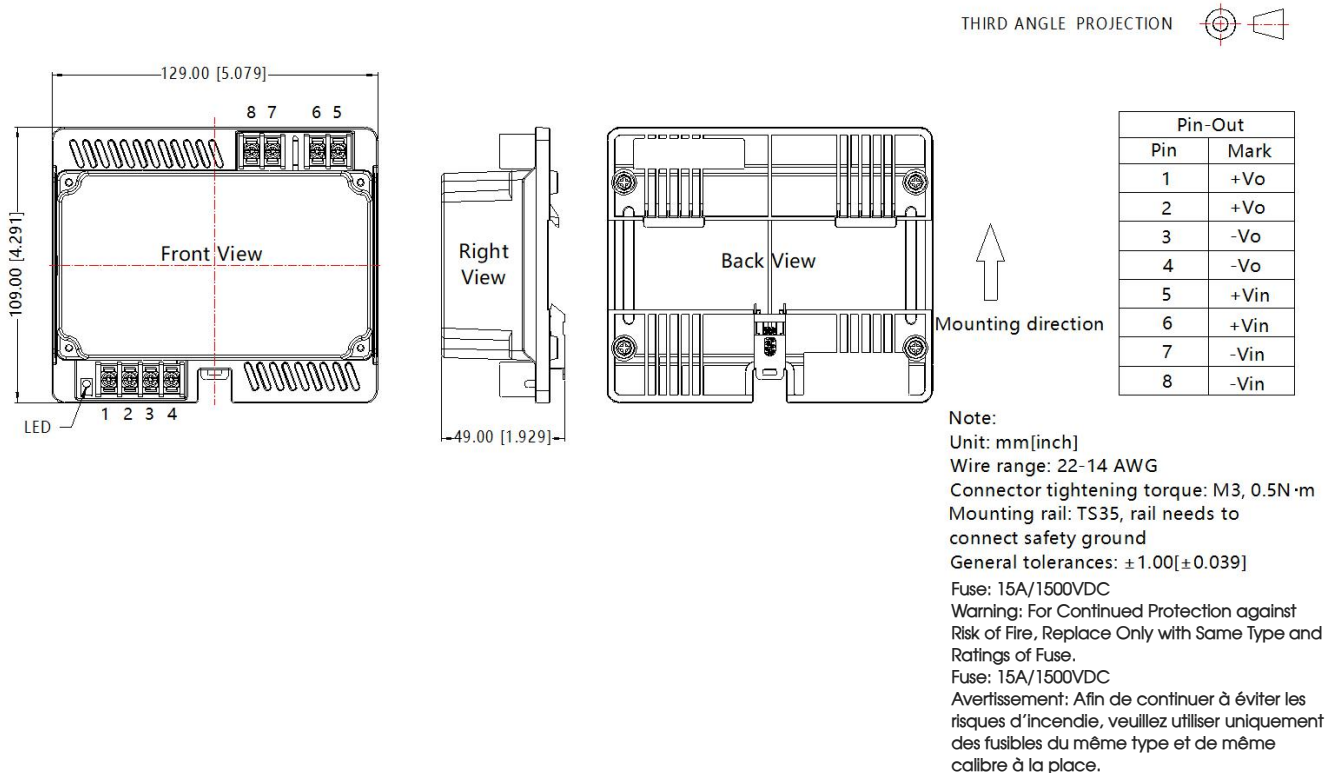 THIRD ANGLE PROJECTION
129.00 [5.079]
8 7 6 5
109.00 [4.291]
Front View
LED
1 2 3 4
Right
View
49.00 [1.929]
Back View
Mounting direction
Pin-Out
Pin Mark
1 +Vo
2 +Vo
3 -Vo
4 -Vo
5 +Vin
6 +Vin
7 -Vin
8 -Vin
Note:
Unit: mm[inch]
Wire range: 22-14 AWG
Connector tightening torque: M3, 0.5N·m
Mounting rail: TS35, rail needs to
connect safety ground
General tolerances: ±1.00[±0.039]
Fuse: 15A/1500VDC
Warning: For Continued Protection against
Risk of Fire, Replace Only with Same Type and
Ratings of Fuse.
Fuse: 15A/1500VDC
Avertissement: Afin de continuer à éviter les
risques d'incendie, veuillez utiliser uniquement
des fusibles du même type et de même
calibre à la place.